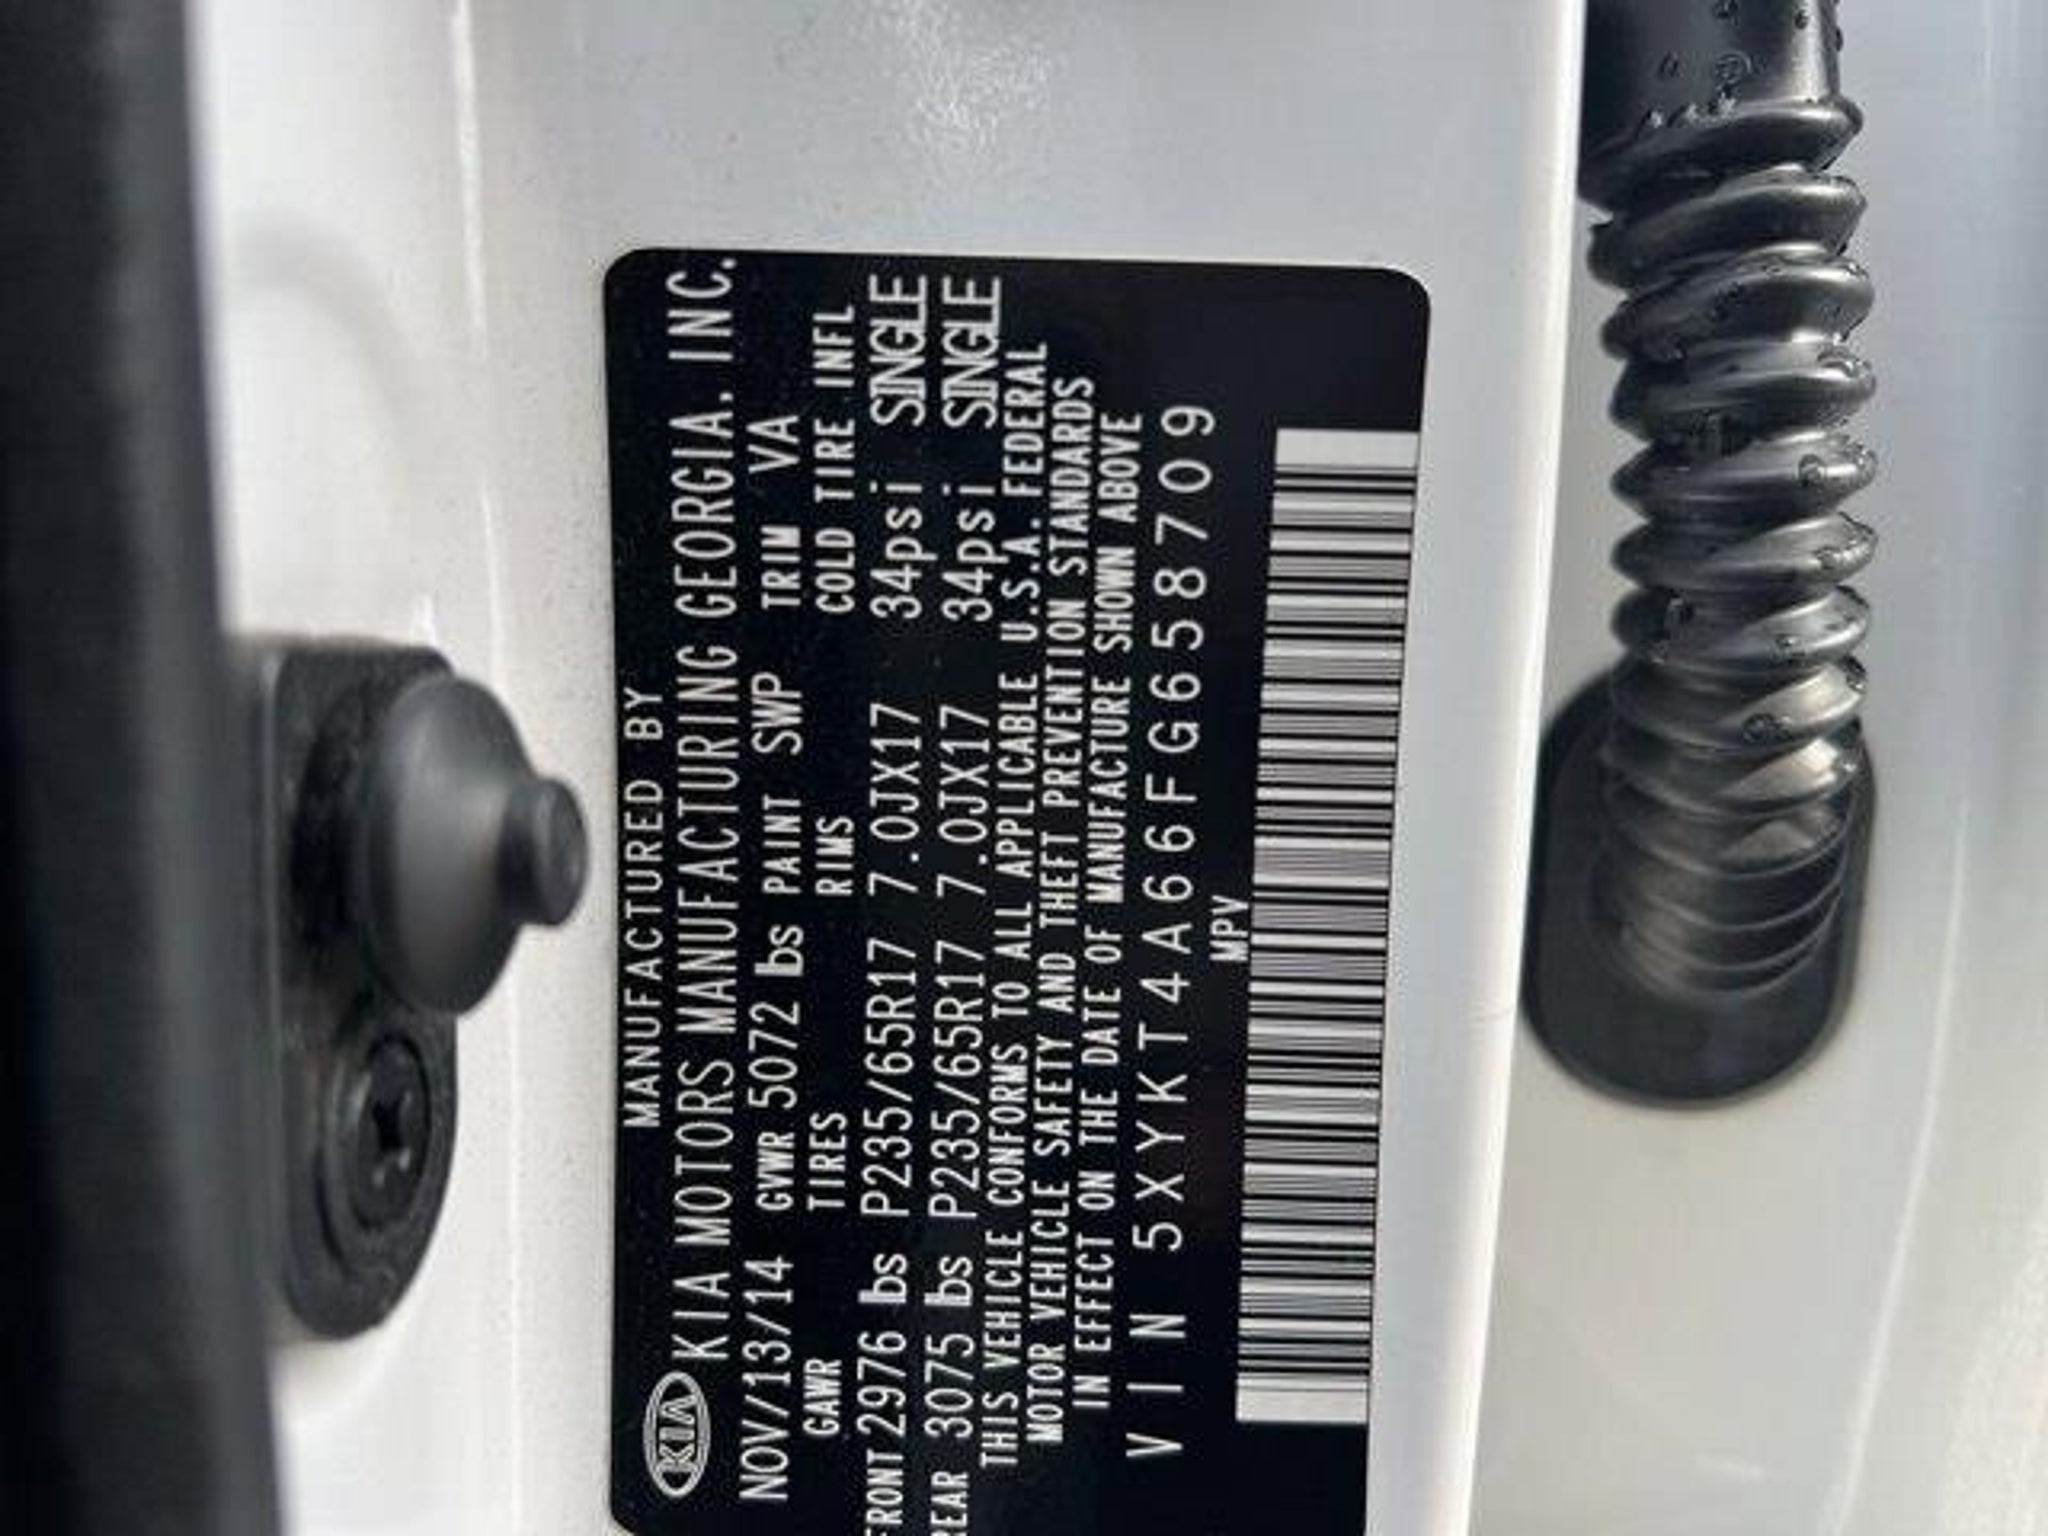 MANUFACTURED BY
KIA KIA MOTORS MANUFACTURING GEORGIA. INC.
NOV/13/14 GVWR 5072 lbs PAINT SWP TRIM VA
GAWR TIRES RIMS COLD TIRE INFL
FRONT 2976 lbs P235/65R17 7.0JX17 34psi SINGLE
REAR 3075 lbs P235/65R17 7.0JX17 34psi SINGLE
THIS VEHICLE CONFORMS TO ALL APPLICABLE U.S.A. FEDERAL
MOTOR VEHICLE SAFETY AND THEFT PREVENTION STANDARDS
IN EFFECT ON THE DATE OF MANUFACTURE SHOWN ABOVE
VIN 5XYKT4A66FG658709
MPV